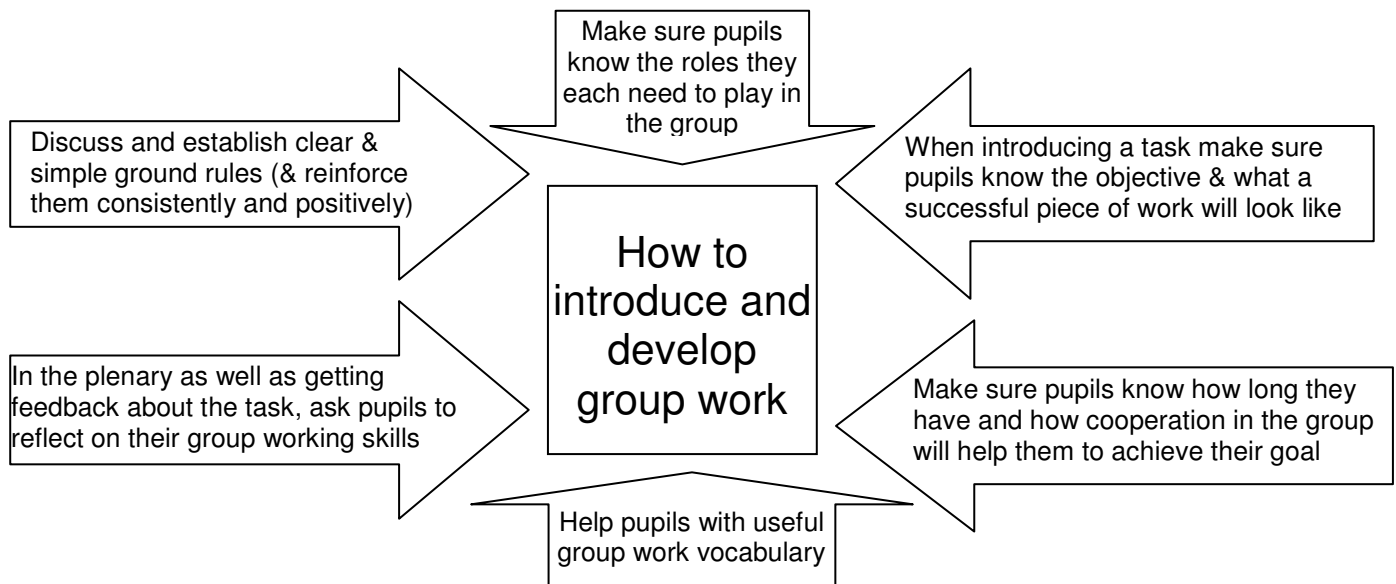 Make sure pupils
know the roles they
each need to play in
the group
Discuss and establish clear &
simple ground rules (& reinforce
them consistently and positively)
When introducing a task make sure
pupils know the objective & what a
successful piece of work will look like
How to
introduce and
develop
group work
In the plenary as well as getting
feedback about the task, ask pupils to
reflect on their group working skills
Make sure pupils know how long they
have and how cooperation in the group
will help them to achieve their goal
Help pupils with useful
group work vocabulary